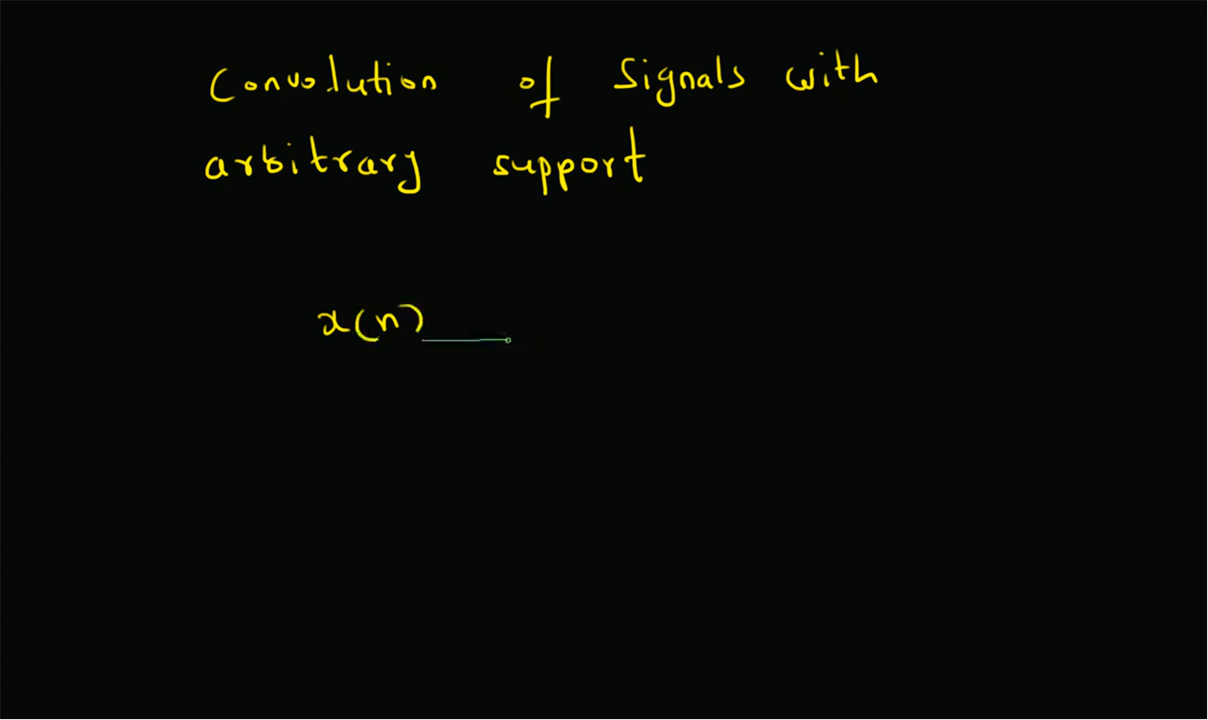 Convolution of Signals with
arbitrary support
x(n)